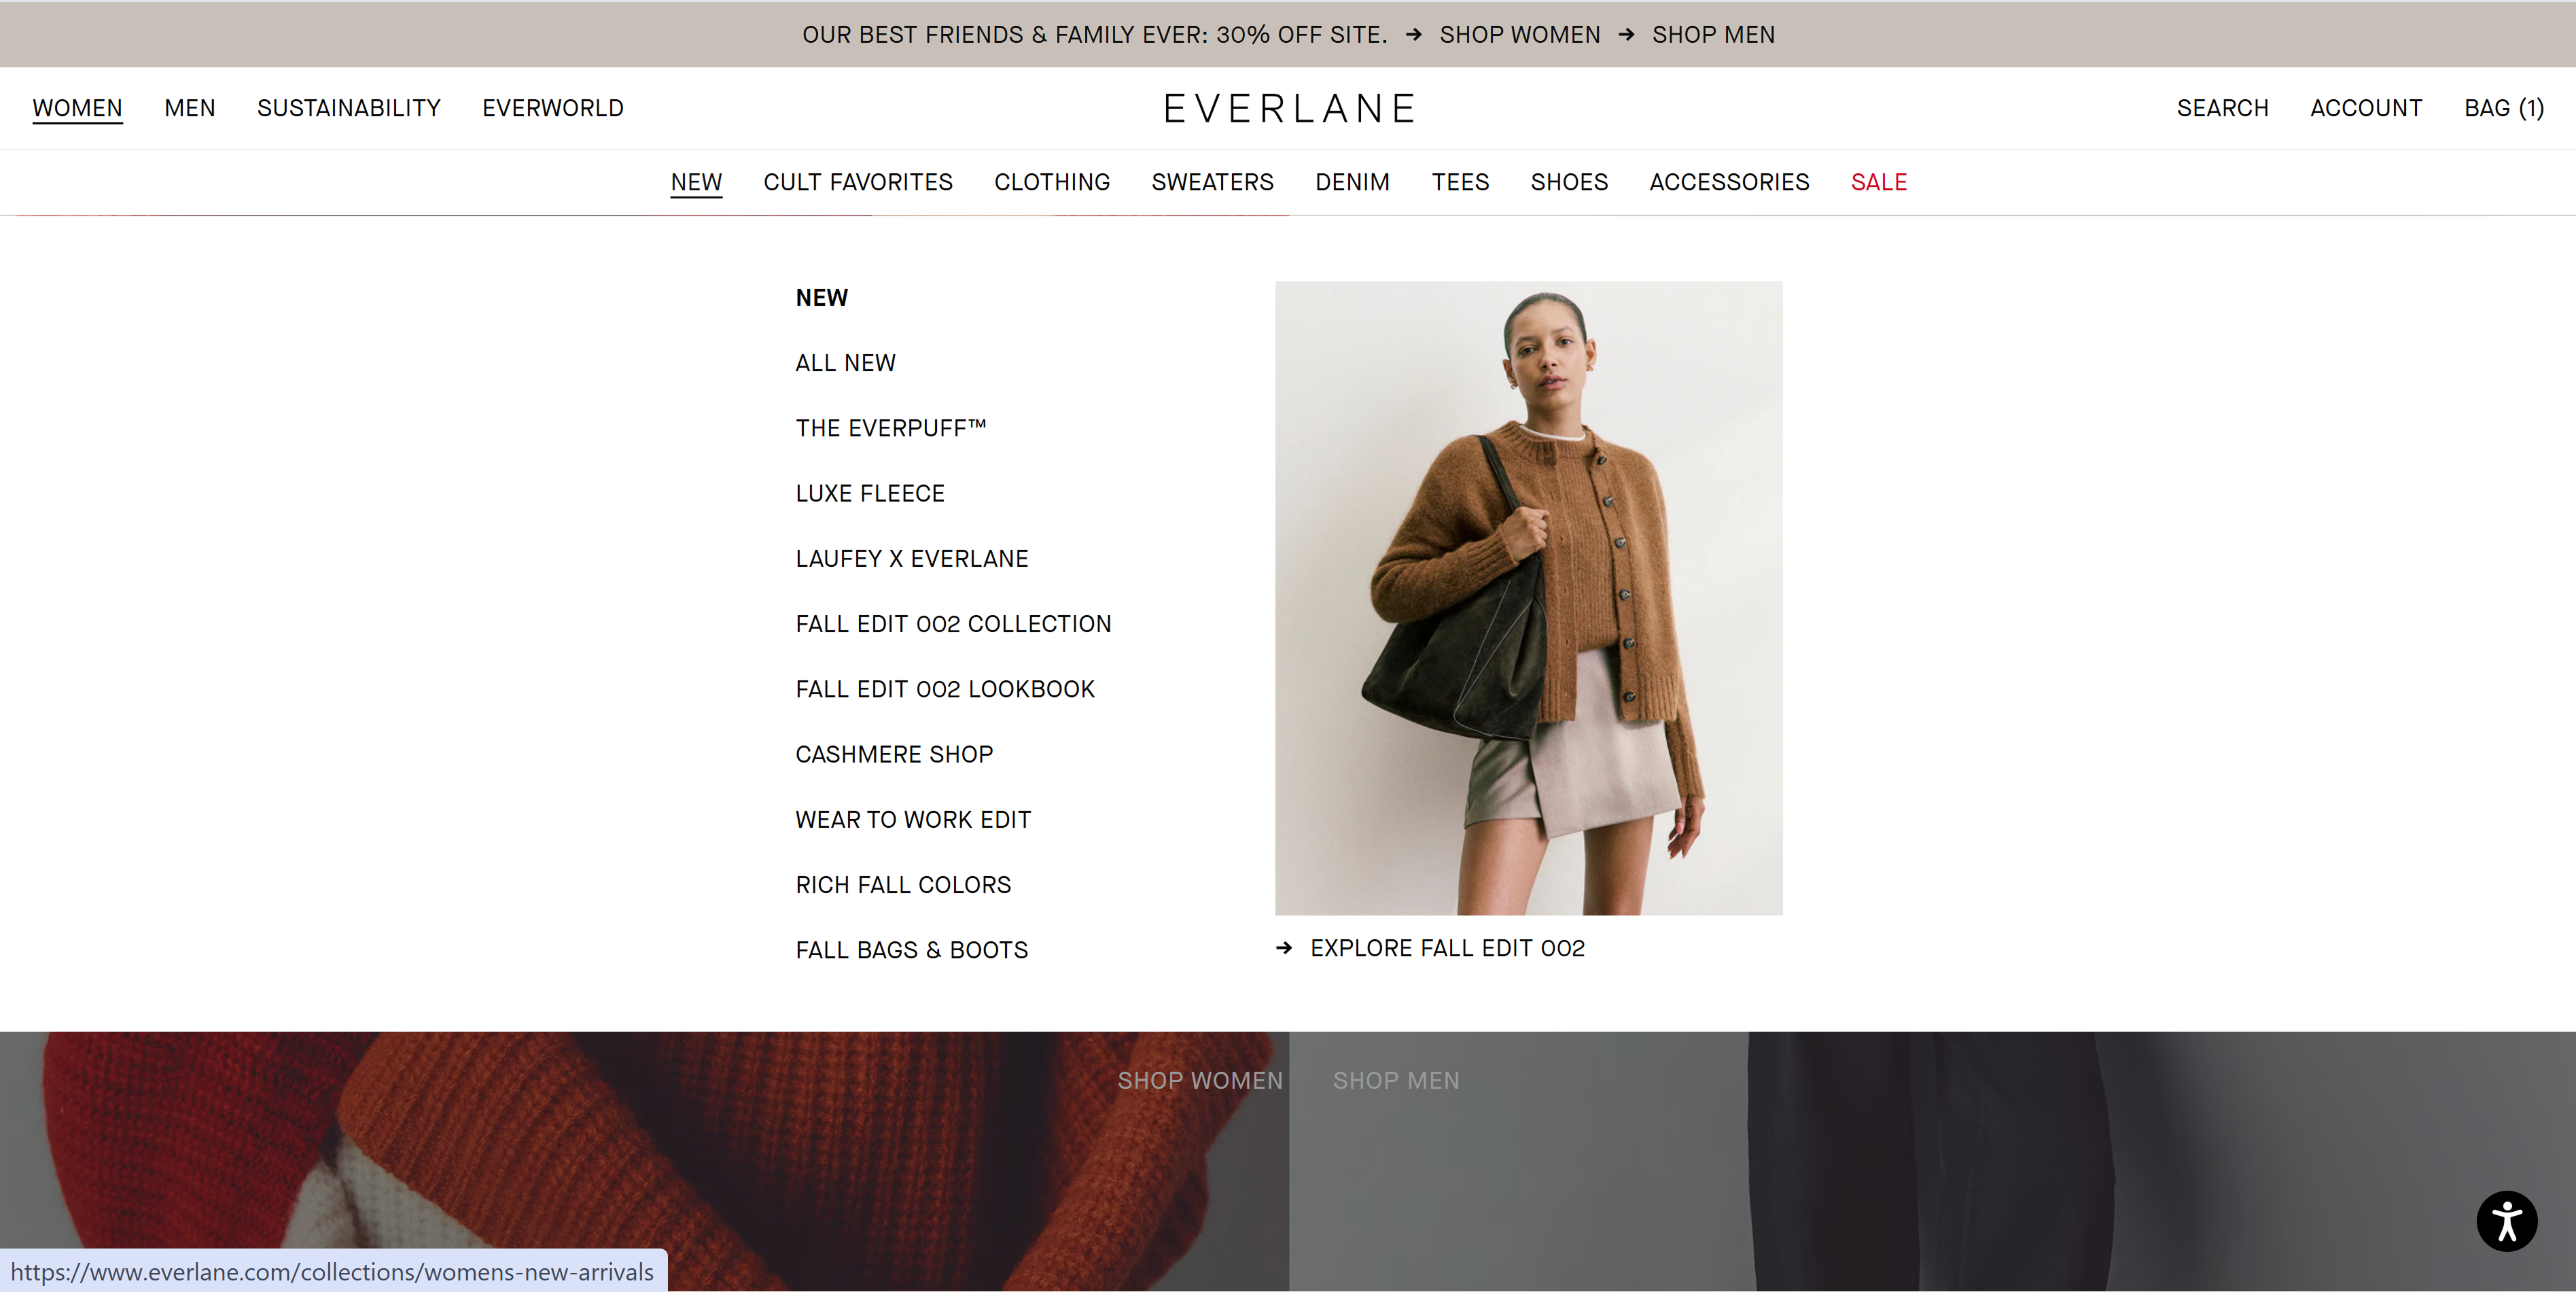 OUR BEST FRIENDS & FAMILY EVER: 30% OFF SITE. → SHOP WOMEN → SHOP MEN
WOMEN MEN SUSTAINABILITY EVERWORLD EVERLANE SEARCH ACCOUNT BAG (1)
NEW CULT FAVORITES CLOTHING SWEATERS DENIM TEES SHOES ACCESSORIES SALE
NEW
ALL NEW
THE EVERPUFF™
LUXE FLEECE
LAUFEY X EVERLANE
FALL EDIT 002 COLLECTION
FALL EDIT 002 LOOKBOOK
CASHMERE SHOP
WEAR TO WORK EDIT
RICH FALL COLORS
FALL BAGS & BOOTS
→ EXPLORE FALL EDIT 002
SHOP WOMEN SHOP MEN
https://www.everlane.com/collections/womens-new-arrivals